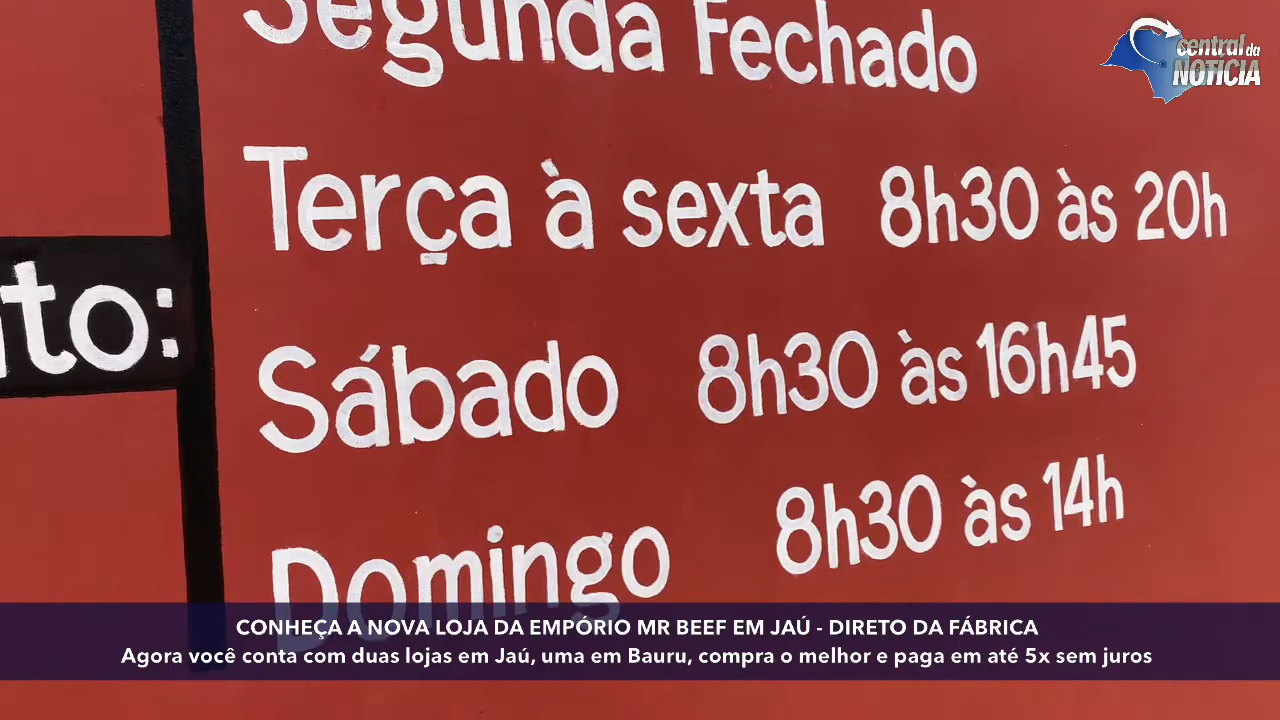 Segunda Fechado
central da
NOTÍCIA
Terça à sexta 8h30 às 20h
to:
Sábado 8h30 às 16h45
Domingo 8h30 às 14h
CONHEÇA A NOVA LOJA DA EMPÓRIO MR BEEF EM JAÚ - DIRETO DA FÁBRICA
Agora você conta com duas lojas em Jaú, uma em Bauru, compra o melhor e paga em até 5x sem juros